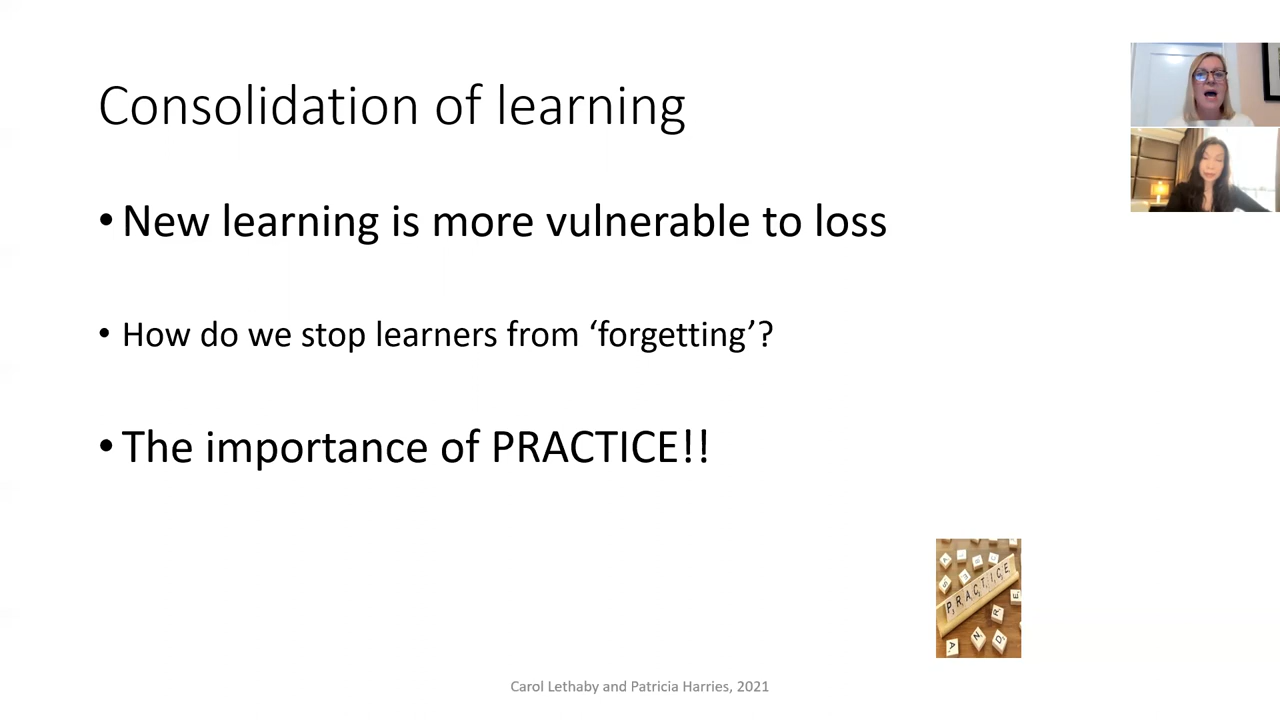 Consolidation of learning
• New learning is more vulnerable to loss
• How do we stop learners from ‘forgetting’?
• The importance of PRACTICE!!
PRACTICE
Carol Lethaby and Patricia Harries, 2021